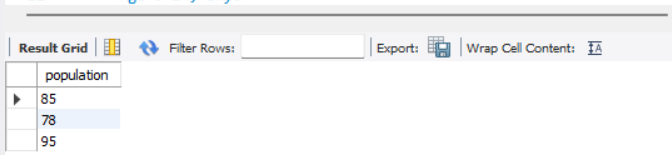 Result Grid Filter Rows: Export: Wrap Cell Content:
population
85
78
95